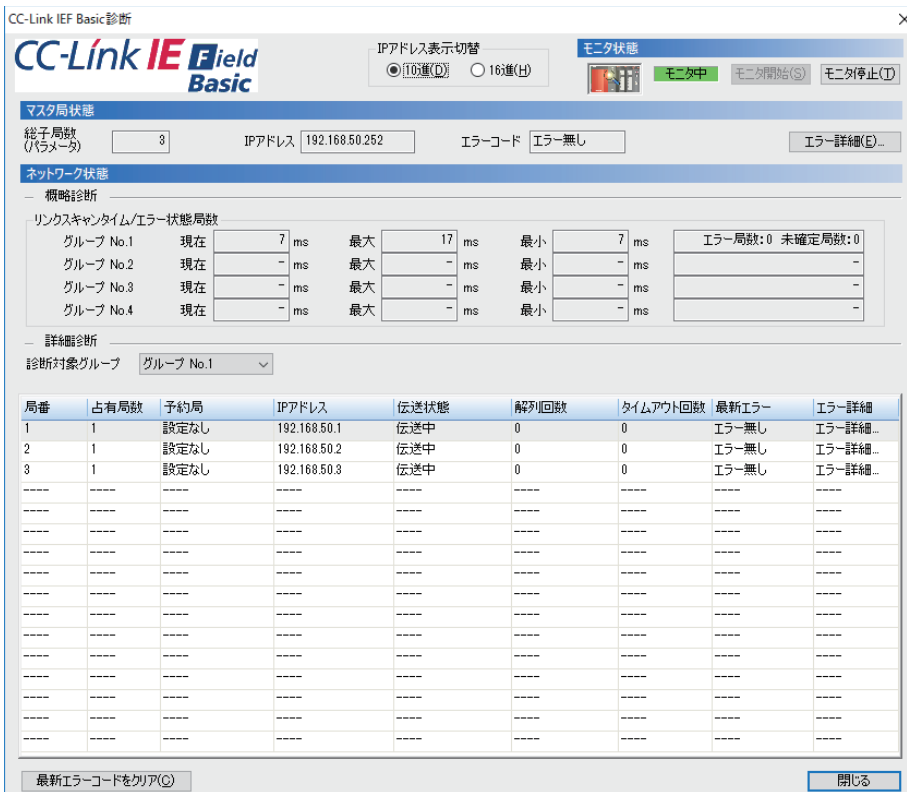 CC-Link IEF Basic診断
CC-Link IE Field Basic
IPアドレス表示切替
10進(D) 16進(H)
モニタ状態
モニタ中 モニタ開始(S) モニタ停止(T)
マスタ局状態
総子局数(パラメータ) 3 IPアドレス 192.168.50.252 エラーコード エラー無し エラー詳細(E)...
ネットワーク状態
概略診断
リンクスキャンタイム/エラー状態局数
グループ No.1 現在 7 ms 最大 17 ms 最小 7 ms エラー局数:0 未確定局数:0
グループ No.2 現在 - ms 最大 - ms 最小 - ms -
グループ No.3 現在 - ms 最大 - ms 最小 - ms -
グループ No.4 現在 - ms 最大 - ms 最小 - ms -
詳細診断
診断対象グループ グループ No.1
局番 占有局数 予約局 IPアドレス 伝送状態 解列回数 タイムアウト回数 最新エラー エラー詳細
1 1 設定なし 192.168.50.1 伝送中 0 0 エラー無し エラー詳細...
2 1 設定なし 192.168.50.2 伝送中 0 0 エラー無し エラー詳細...
3 1 設定なし 192.168.50.3 伝送中 0 0 エラー無し エラー詳細...
---- ---- ---- ---- ---- ---- ---- ---- ----
---- ---- ---- ---- ---- ---- ---- ---- ----
---- ---- ---- ---- ---- ---- ---- ---- ----
---- ---- ---- ---- ---- ---- ---- ---- ----
---- ---- ---- ---- ---- ---- ---- ---- ----
---- ---- ---- ---- ---- ---- ---- ---- ----
---- ---- ---- ---- ---- ---- ---- ---- ----
---- ---- ---- ---- ---- ---- ---- ---- ----
---- ---- ---- ---- ---- ---- ---- ---- ----
---- ---- ---- ---- ---- ---- ---- ---- ----
---- ---- ---- ---- ---- ---- ---- ---- ----
---- ---- ---- ---- ---- ---- ---- ---- ----
---- ---- ---- ---- ---- ---- ---- ---- ----
最新エラーコードをクリア(C) 閉じる